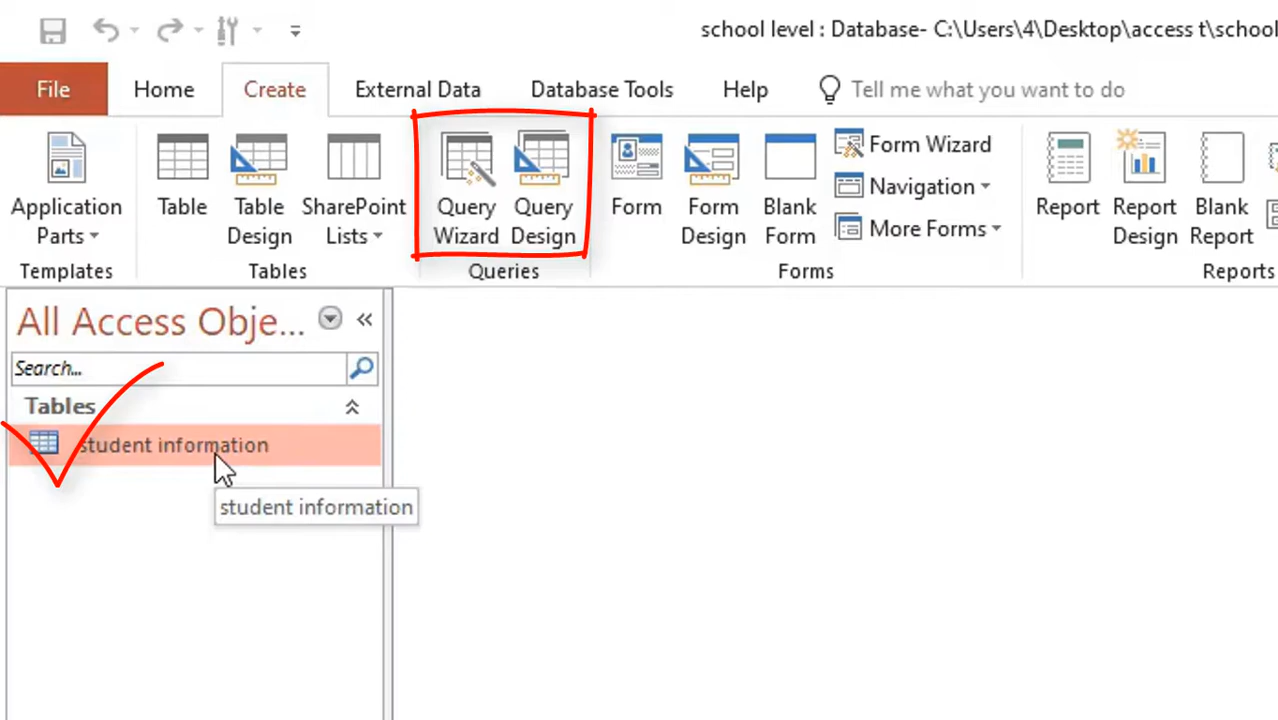 school level : Database- C:\Users\4\Desktop\access t\school
File Home Create External Data Database Tools Help Tell me what you want to do
Application Parts
Table
Table Design
SharePoint Lists
Query Wizard
Query Design
Form
Form Design
Blank Form
Form Wizard
Navigation
More Forms
Report
Report Design
Blank Report
Templates Tables Queries Forms Reports
All Access Obje...
Search...
Tables
student information
student information